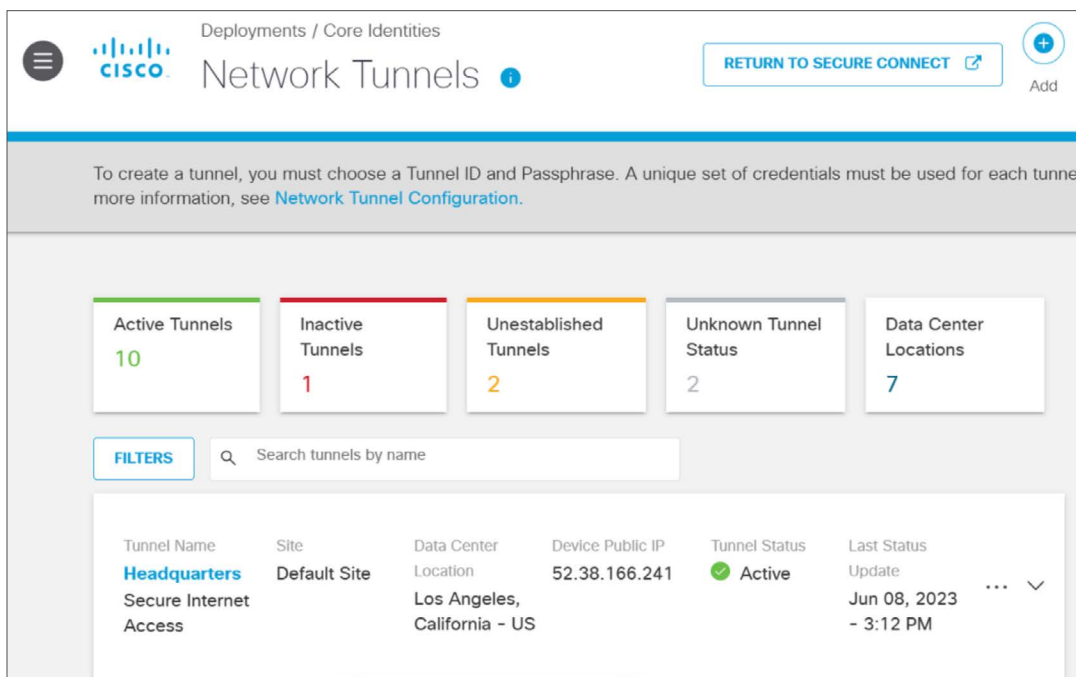 Deployments / Core Identities
CISCO
Network Tunnels
RETURN TO SECURE CONNECT
Add
To create a tunnel, you must choose a Tunnel ID and Passphrase. A unique set of credentials must be used for each tunne
more information, see Network Tunnel Configuration.
Active Tunnels
10
Inactive
Tunnels
1
Unestablished
Tunnels
2
Unknown Tunnel
Status
2
Data Center
Locations
7
FILTERS
Search tunnels by name
Tunnel Name
Headquarters
Secure Internet
Access
Site
Default Site
Data Center
Location
Los Angeles,
California - US
Device Public IP
52.38.166.241
Tunnel Status
Active
Last Status
Update
Jun 08, 2023
- 3:12 PM
...